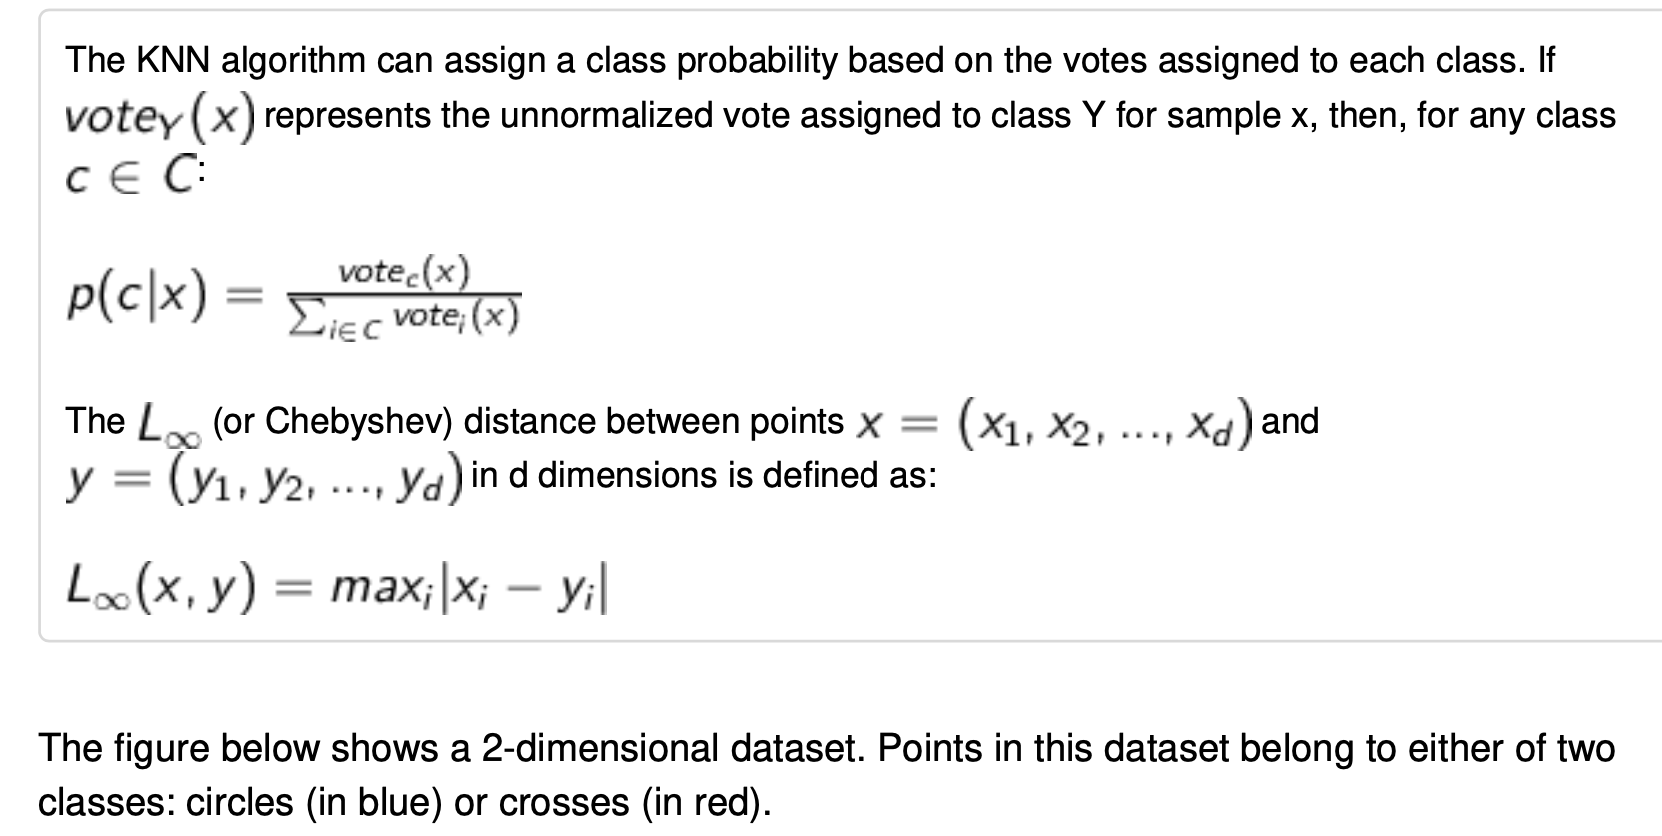 The KNN algorithm can assign a class probability based on the votes assigned to each class. If
vote_Y(x) represents the unnormalized vote assigned to class Y for sample x, then, for any class
c ∈ C:
p(c|x) = vote_c(x) / ∑_{i∈C} vote_i(x)
The L_∞ (or Chebyshev) distance between points x = (x_1, x_2, ..., x_d) and
y = (y_1, y_2, ..., y_d) in d dimensions is defined as:
L_∞(x, y) = max_i|x_i − y_i|
The figure below shows a 2-dimensional dataset. Points in this dataset belong to either of two
classes: circles (in blue) or crosses (in red).